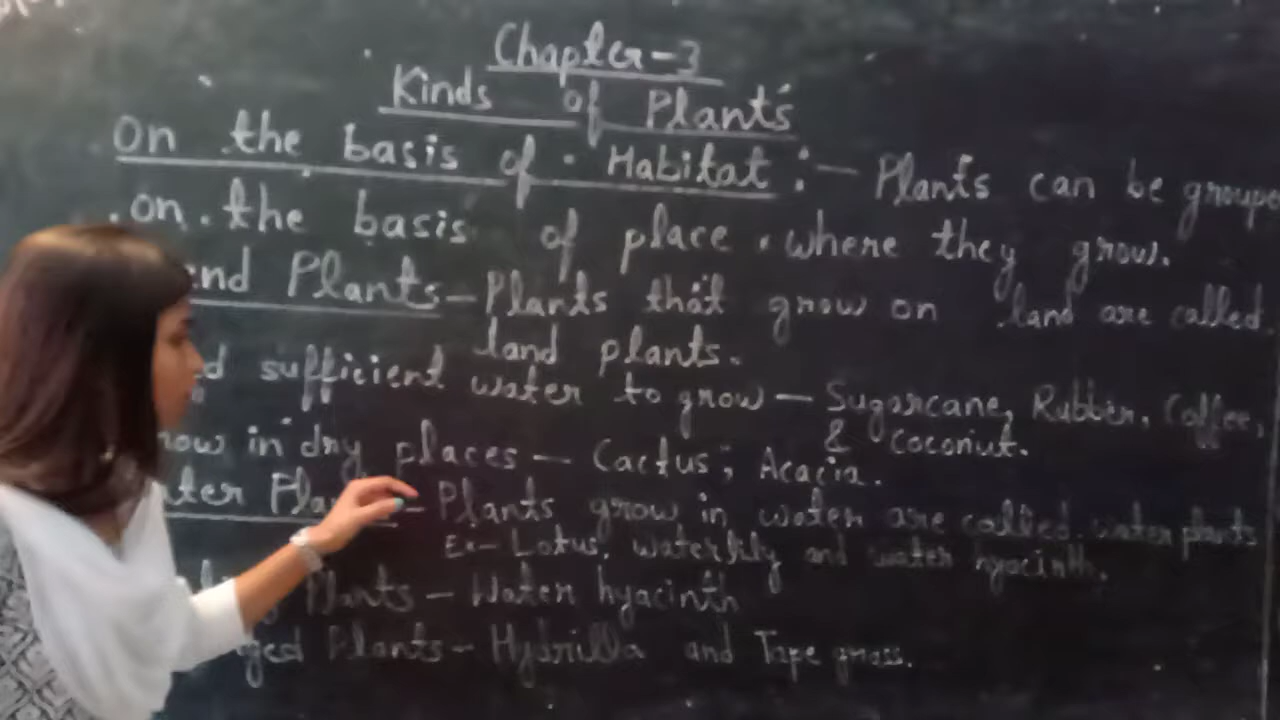 Chapter-3
Kinds of Plants
On the basis of Habitat :- Plants can be groupe
on the basis of place where they grow.
nd Plants - Plants that grow on land are called
land plants.
d sufficient water to grow - Sugarcane, Rubber, Coffee,
& Coconut.
row in dry places - Cactus; Acacia.
ter Plan - Plants grow in water are called water plants
Ex- Lotus, waterlily and water hyacinth.
Plants - Water hyacinth
ged Plants - Hydrilla and Tape grass.